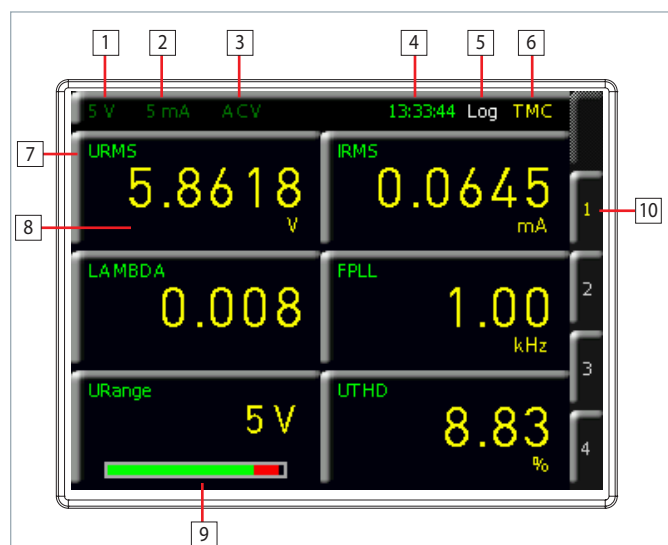 1 2 3 4 5 6
5 V 5 mA ACV 13:33:44 Log TMC
7 URMS IRMS
5.8618 0.0645
8 V mA
1 10
LAMBDA FPLL
0.008 1.00
kHz
2
URange UTHD
3
5 V 8.83
%
4
9